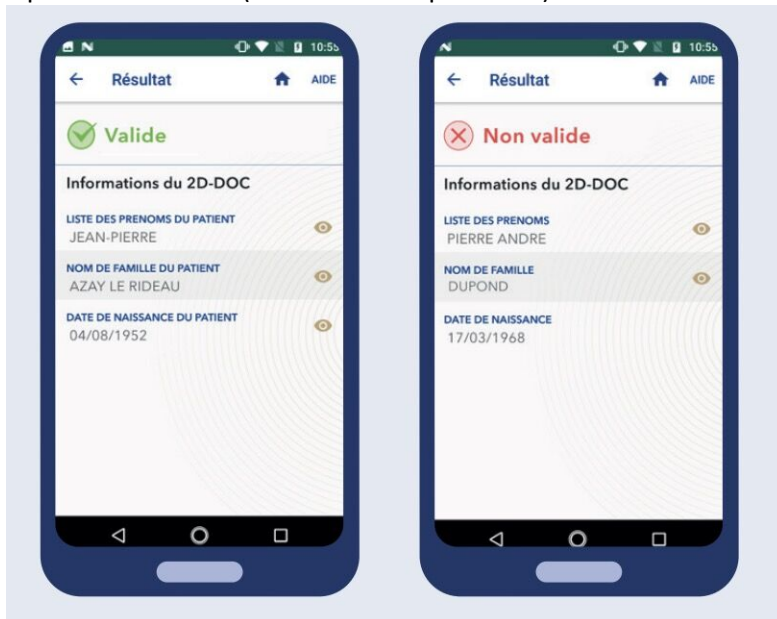 10:55
Résultat
AIDE
Valide
Informations du 2D-DOC
LISTE DES PRENOMS DU PATIENT
JEAN-PIERRE
NOM DE FAMILLE DU PATIENT
AZAY LE RIDEAU
DATE DE NAISSANCE DU PATIENT
04/08/1952
10:55
Résultat
AIDE
Non valide
Informations du 2D-DOC
LISTE DES PRENOMS
PIERRE ANDRE
NOM DE FAMILLE
DUPOND
DATE DE NAISSANCE
17/03/1968